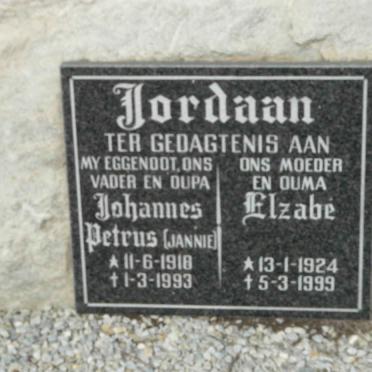 Jordaan
TER GEDAGTENIS AAN
MY EGGENOOT, ONS
VADER EN OUPA
Johannes
Petrus (JANNIE)
* 11-6-1918
† 1-3-1993
ONS MOEDER
EN OUMA
Elzabé
* 13-1-1924
† 5-3-1999